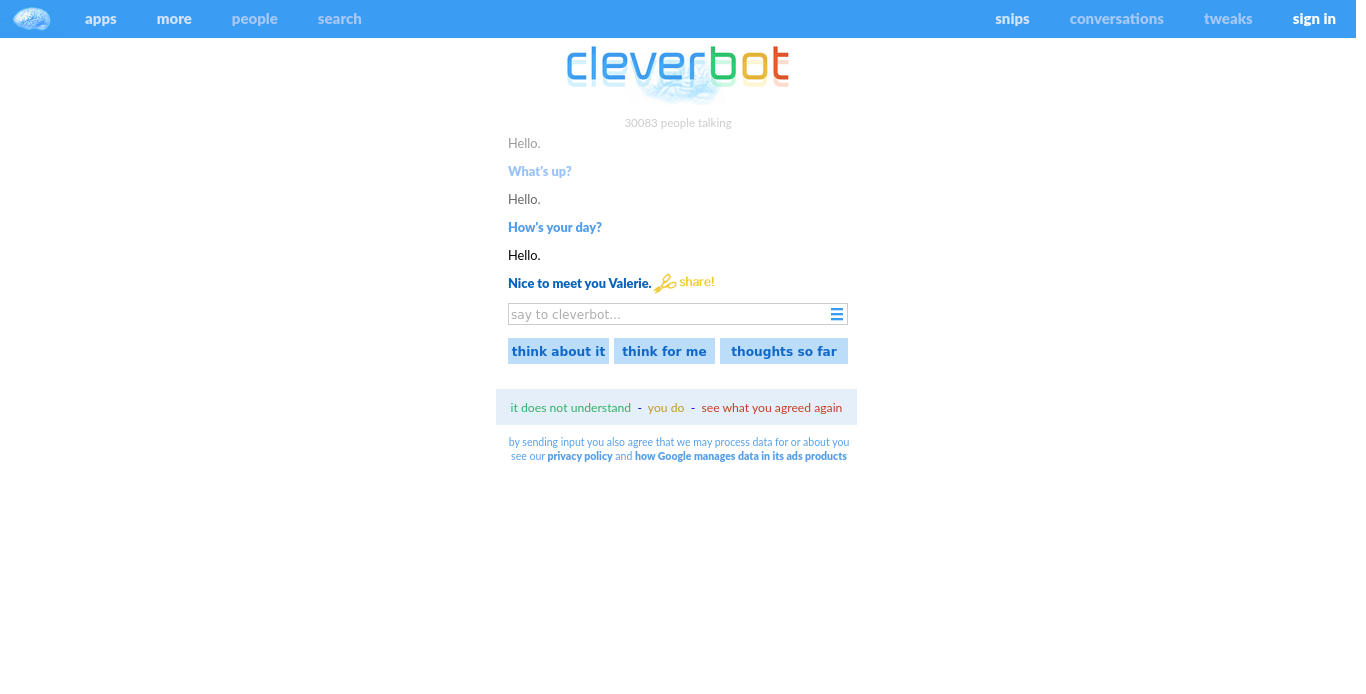 apps more people search snips conversations tweaks sign in
cleverbot
30083 people talking
Hello.
What's up?
Hello.
How's your day?
Hello.
Nice to meet you Valerie. share!
say to cleverbot...
think about it think for me thoughts so far
it does not understand - you do - see what you agreed again
by sending input you also agree that we may process data for or about you
see our privacy policy and how Google manages data in its ads products